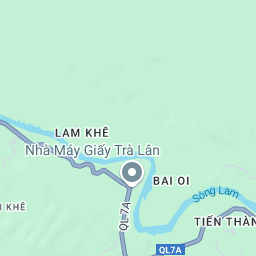 LAM KHÊ
Nhà Máy Giấy Trà Lân
BAI OI
Sông Lam
I KHÊ
QL7A
TIẾN THÀN
QL7A